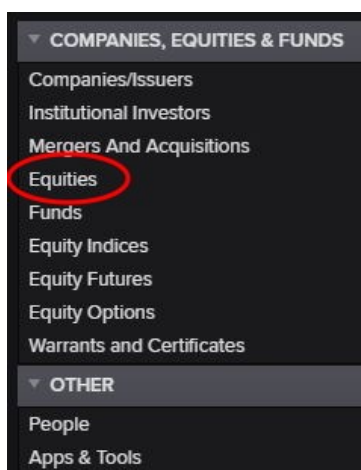 COMPANIES, EQUITIES & FUNDS
Companies/Issuers
Institutional Investors
Mergers And Acquisitions
Equities
Funds
Equity Indices
Equity Futures
Equity Options
Warrants and Certificates
OTHER
People
Apps & Tools